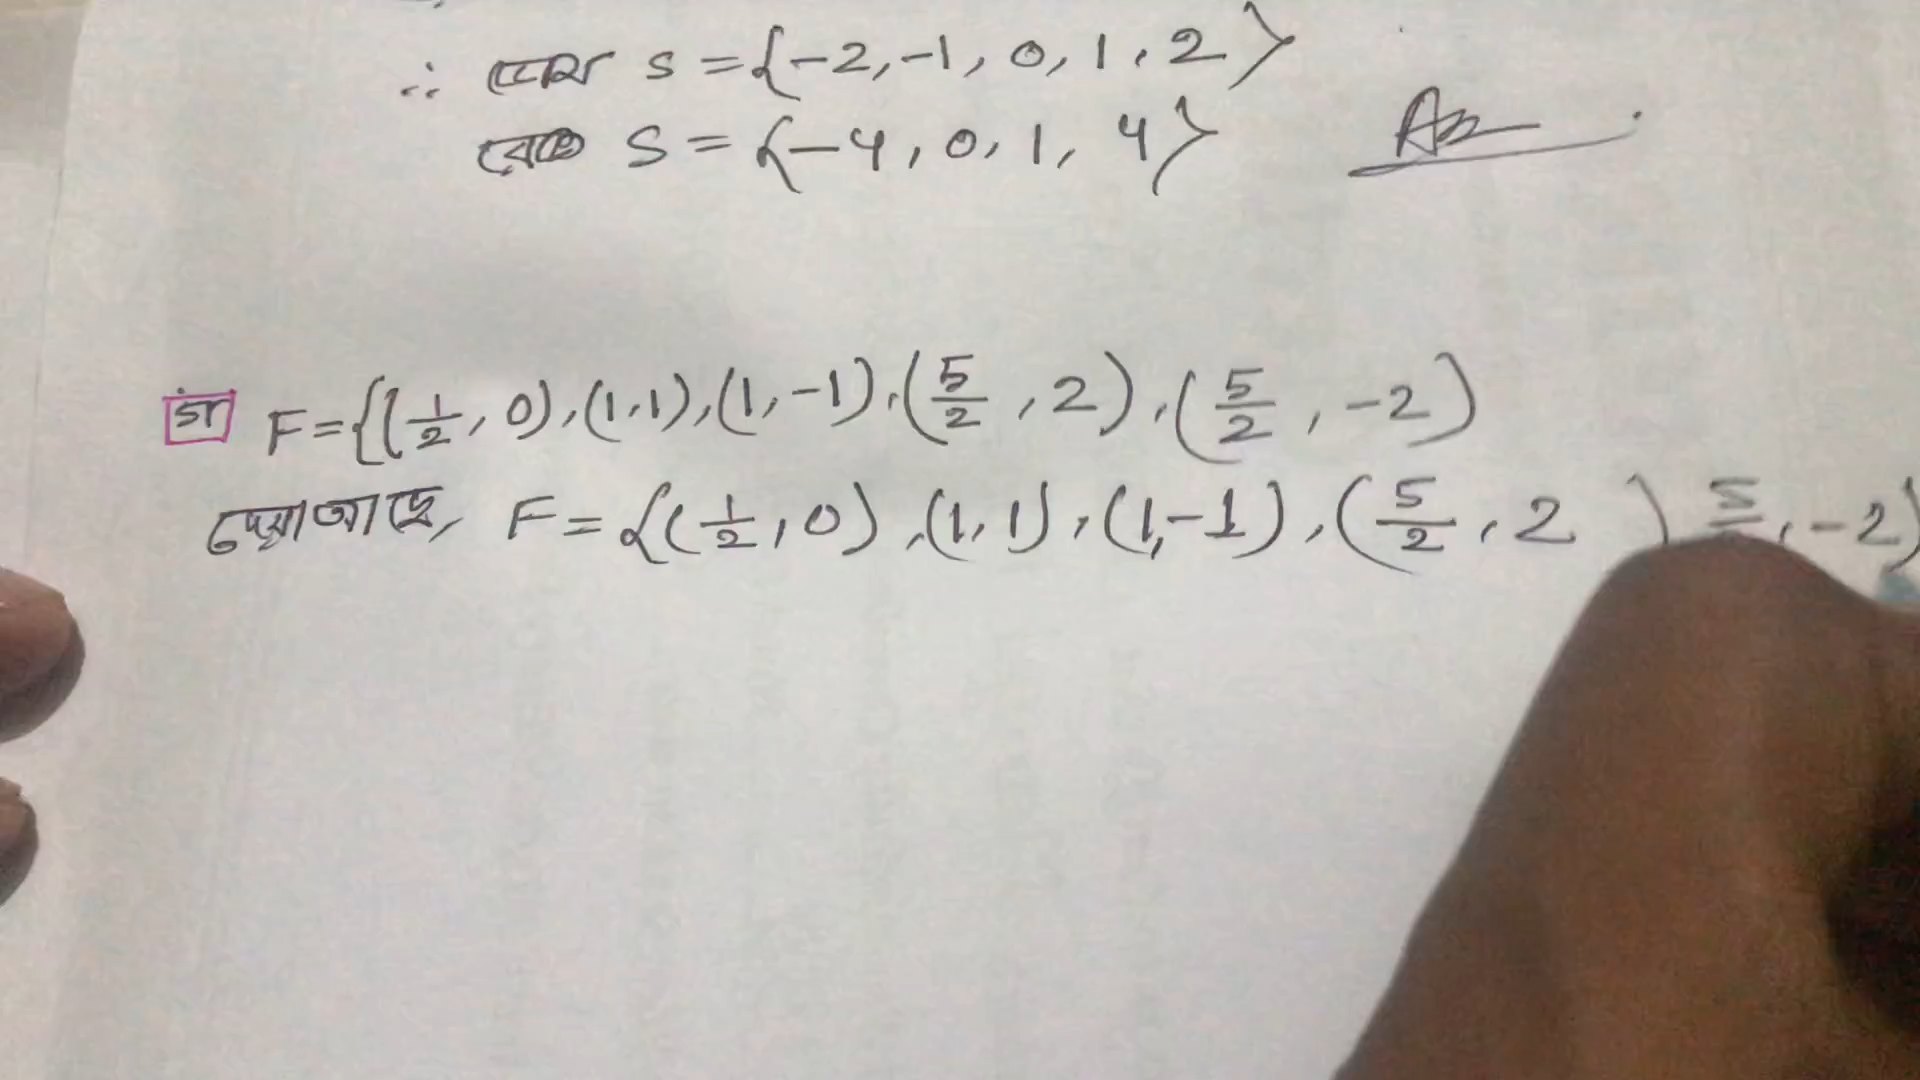 ∴ ডোমেন S = {-2, -1, 0, 1, 2}
রেঞ্জ S = {-4, 0, 1, 4} Ans
গ F = {(1/2, 0), (1, 1), (1, -1), (5/2, 2), (5/2, -2)
দেয়া আছে, F = {(1/2, 0), (1, 1), (1, -1), (5/2, 2) 5, -2)